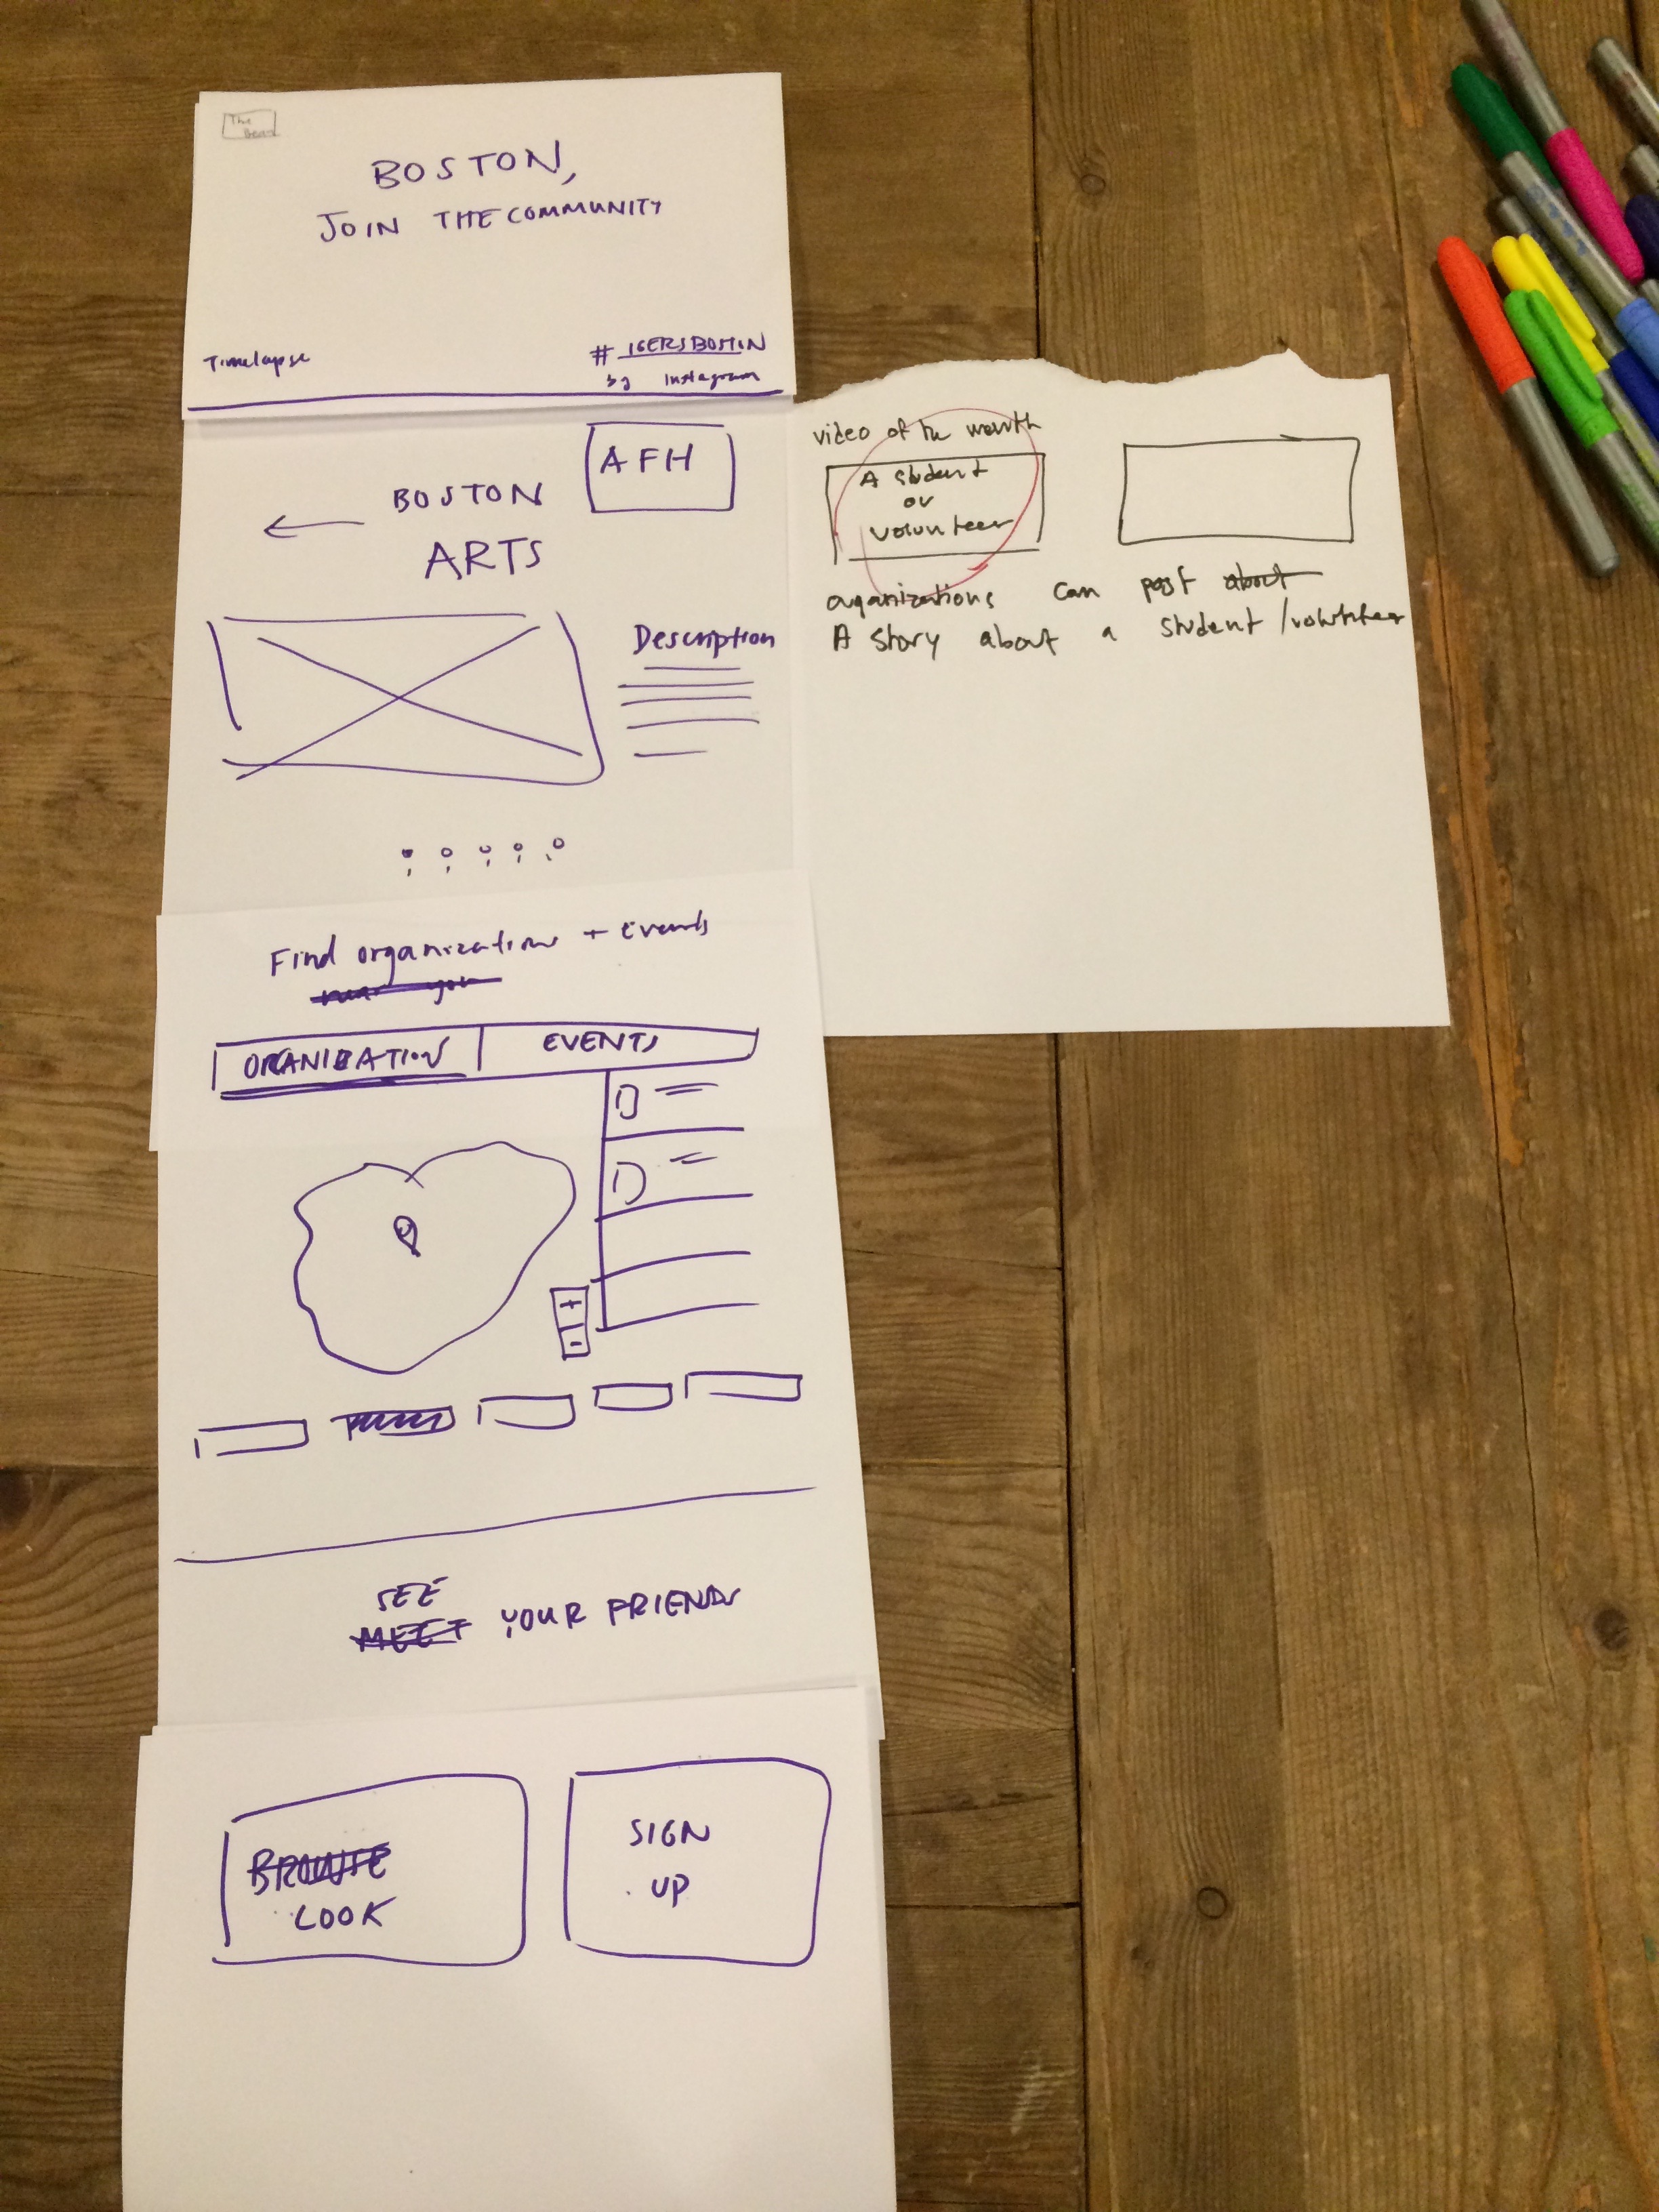 The
BOSTON,
JOIN THE COMMUNITY
Timelapse
# IGERSBOSTON
by Instagram
AFH
BOSTON
ARTS
Description
Find organizations + Events
near you
ORGANIZATION
EVENTS
+
-
SEE
MEET YOUR FRIENDS
BROWSE
LOOK
SIGN
UP
video of the month
A student
or
volunteer
organizations can post about
A story about a student/volunteer